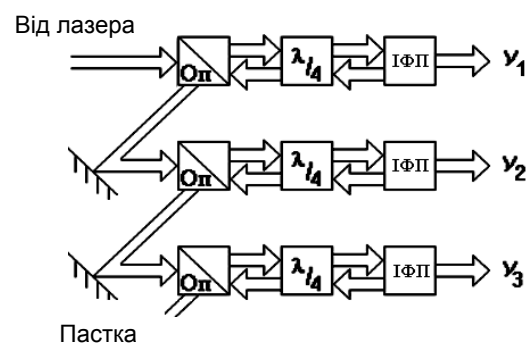 Від лазера
Оп λ/4 ІФП У1
Оп λ/4 ІФП У2
Оп λ/4 ІФП У3
Пастка